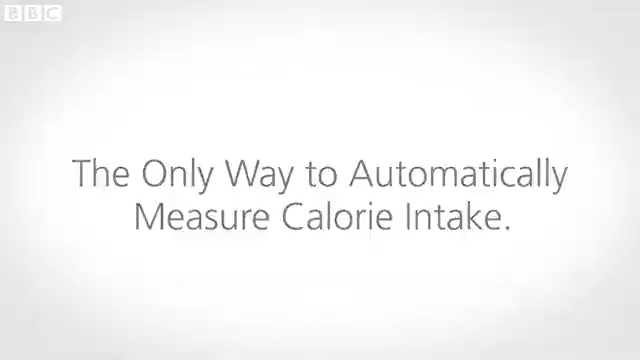 BBC
The Only Way to Automatically
Measure Calorie Intake.